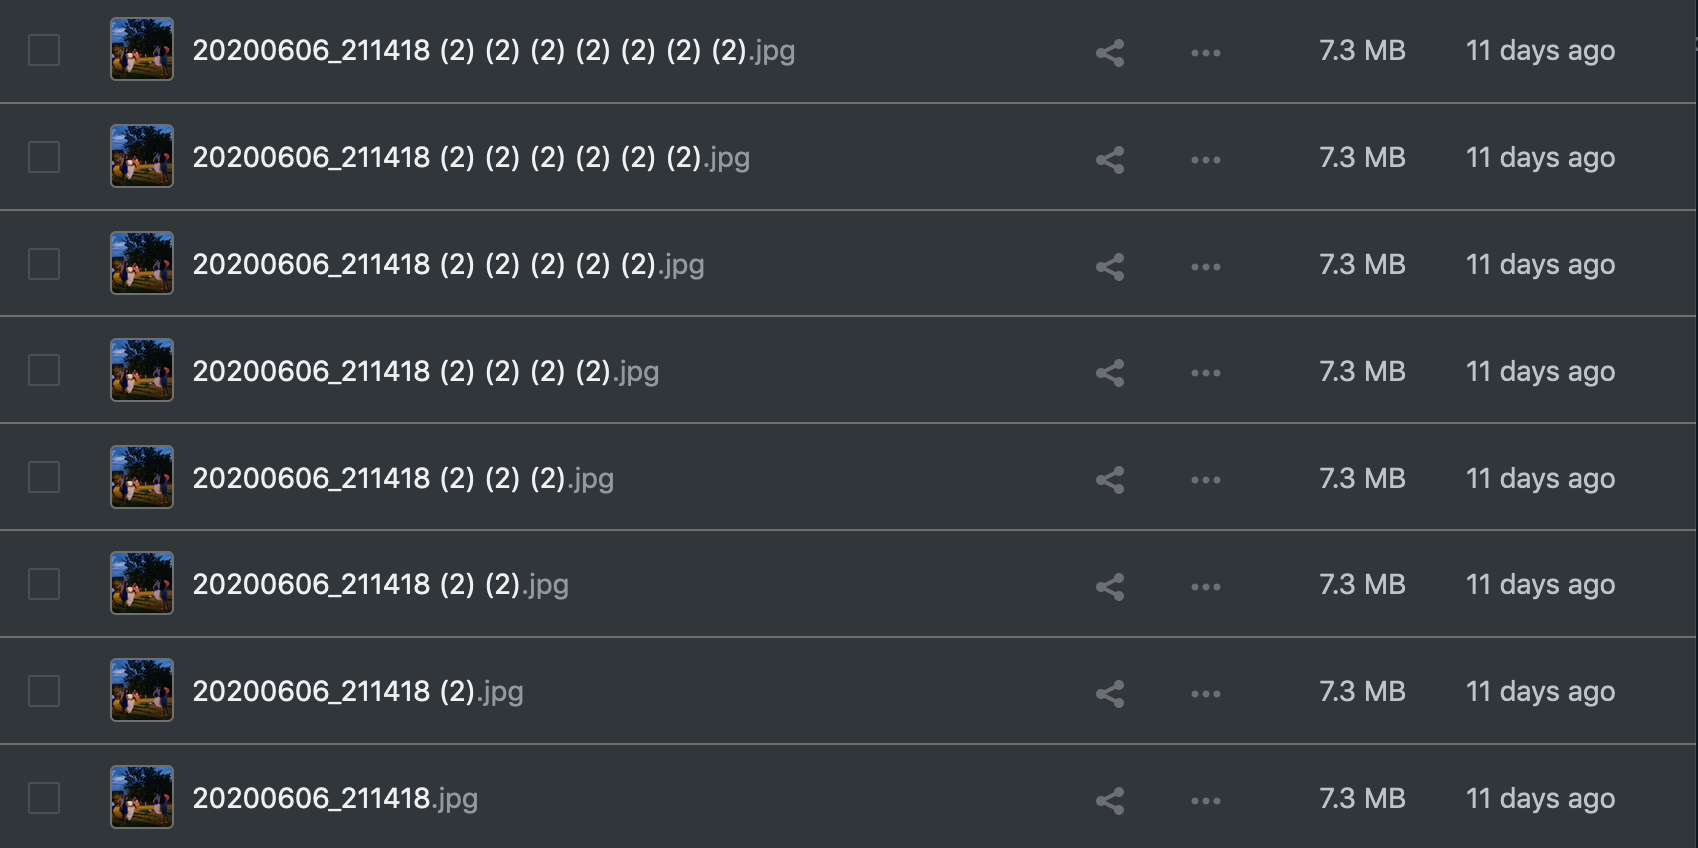 20200606_211418 (2) (2) (2) (2) (2) (2) (2).jpg 7.3 MB 11 days ago
20200606_211418 (2) (2) (2) (2) (2) (2).jpg 7.3 MB 11 days ago
20200606_211418 (2) (2) (2) (2) (2).jpg 7.3 MB 11 days ago
20200606_211418 (2) (2) (2) (2).jpg 7.3 MB 11 days ago
20200606_211418 (2) (2) (2).jpg 7.3 MB 11 days ago
20200606_211418 (2) (2).jpg 7.3 MB 11 days ago
20200606_211418 (2).jpg 7.3 MB 11 days ago
20200606_211418.jpg 7.3 MB 11 days ago